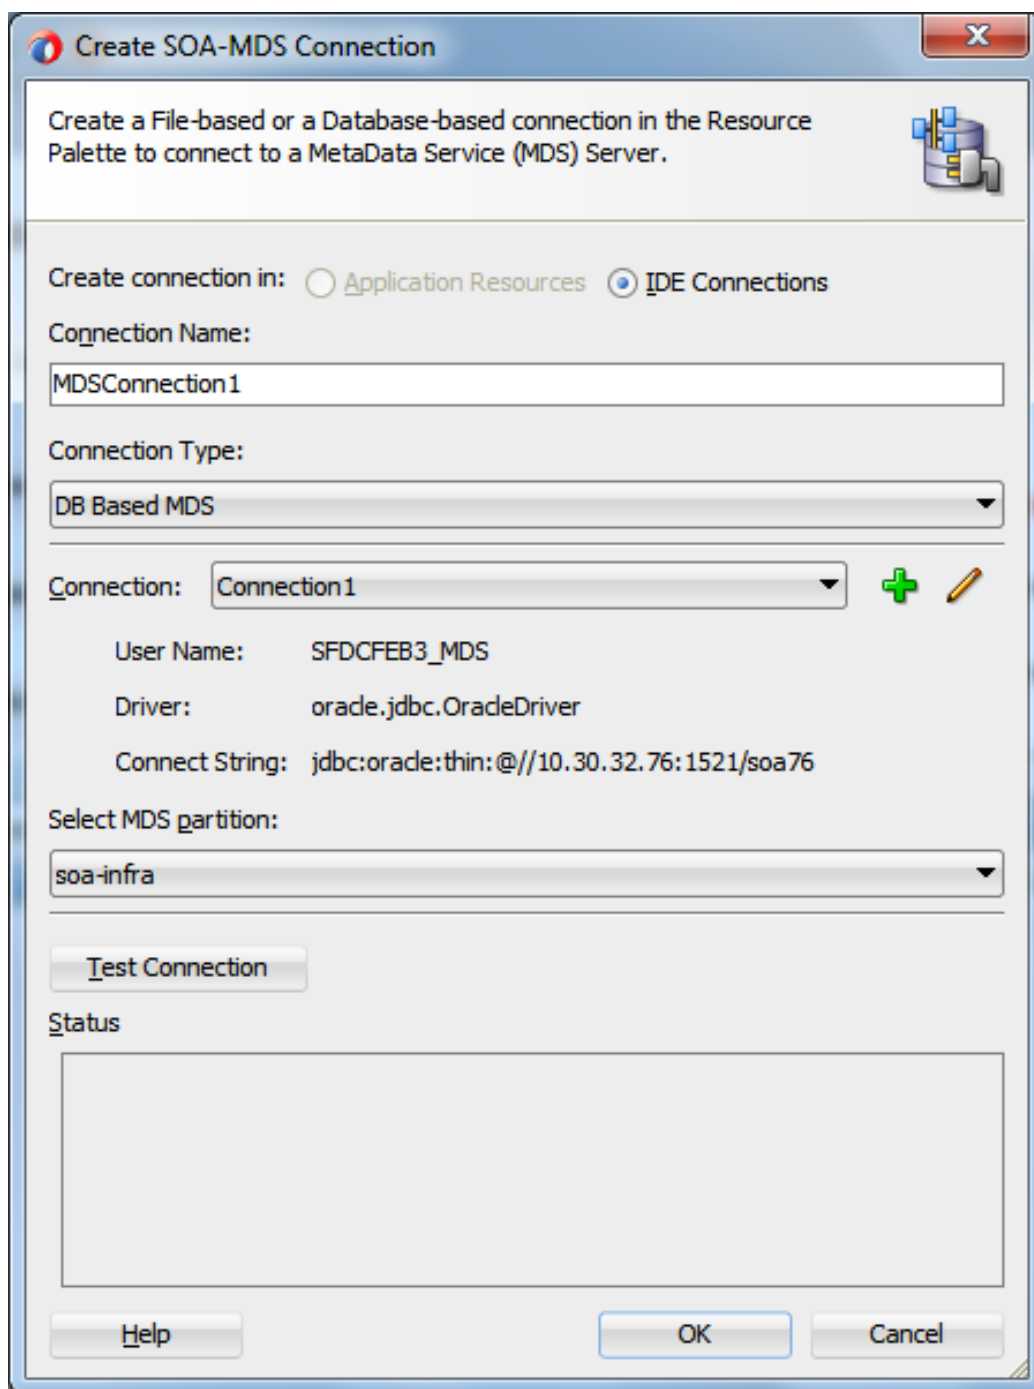 Create SOA-MDS Connection
Create a File-based or a Database-based connection in the Resource
Palette to connect to a MetaData Service (MDS) Server.
Create connection in: Application Resources IDE Connections
Connection Name:
MDSConnection1
Connection Type:
DB Based MDS
Connection: Connection1
User Name: SFDCFEB3_MDS
Driver: oracle.jdbc.OracleDriver
Connect String: jdbc:oracle:thin:@//10.30.32.76:1521/soa76
Select MDS partition:
soa-infra
Test Connection
Status
Help OK Cancel